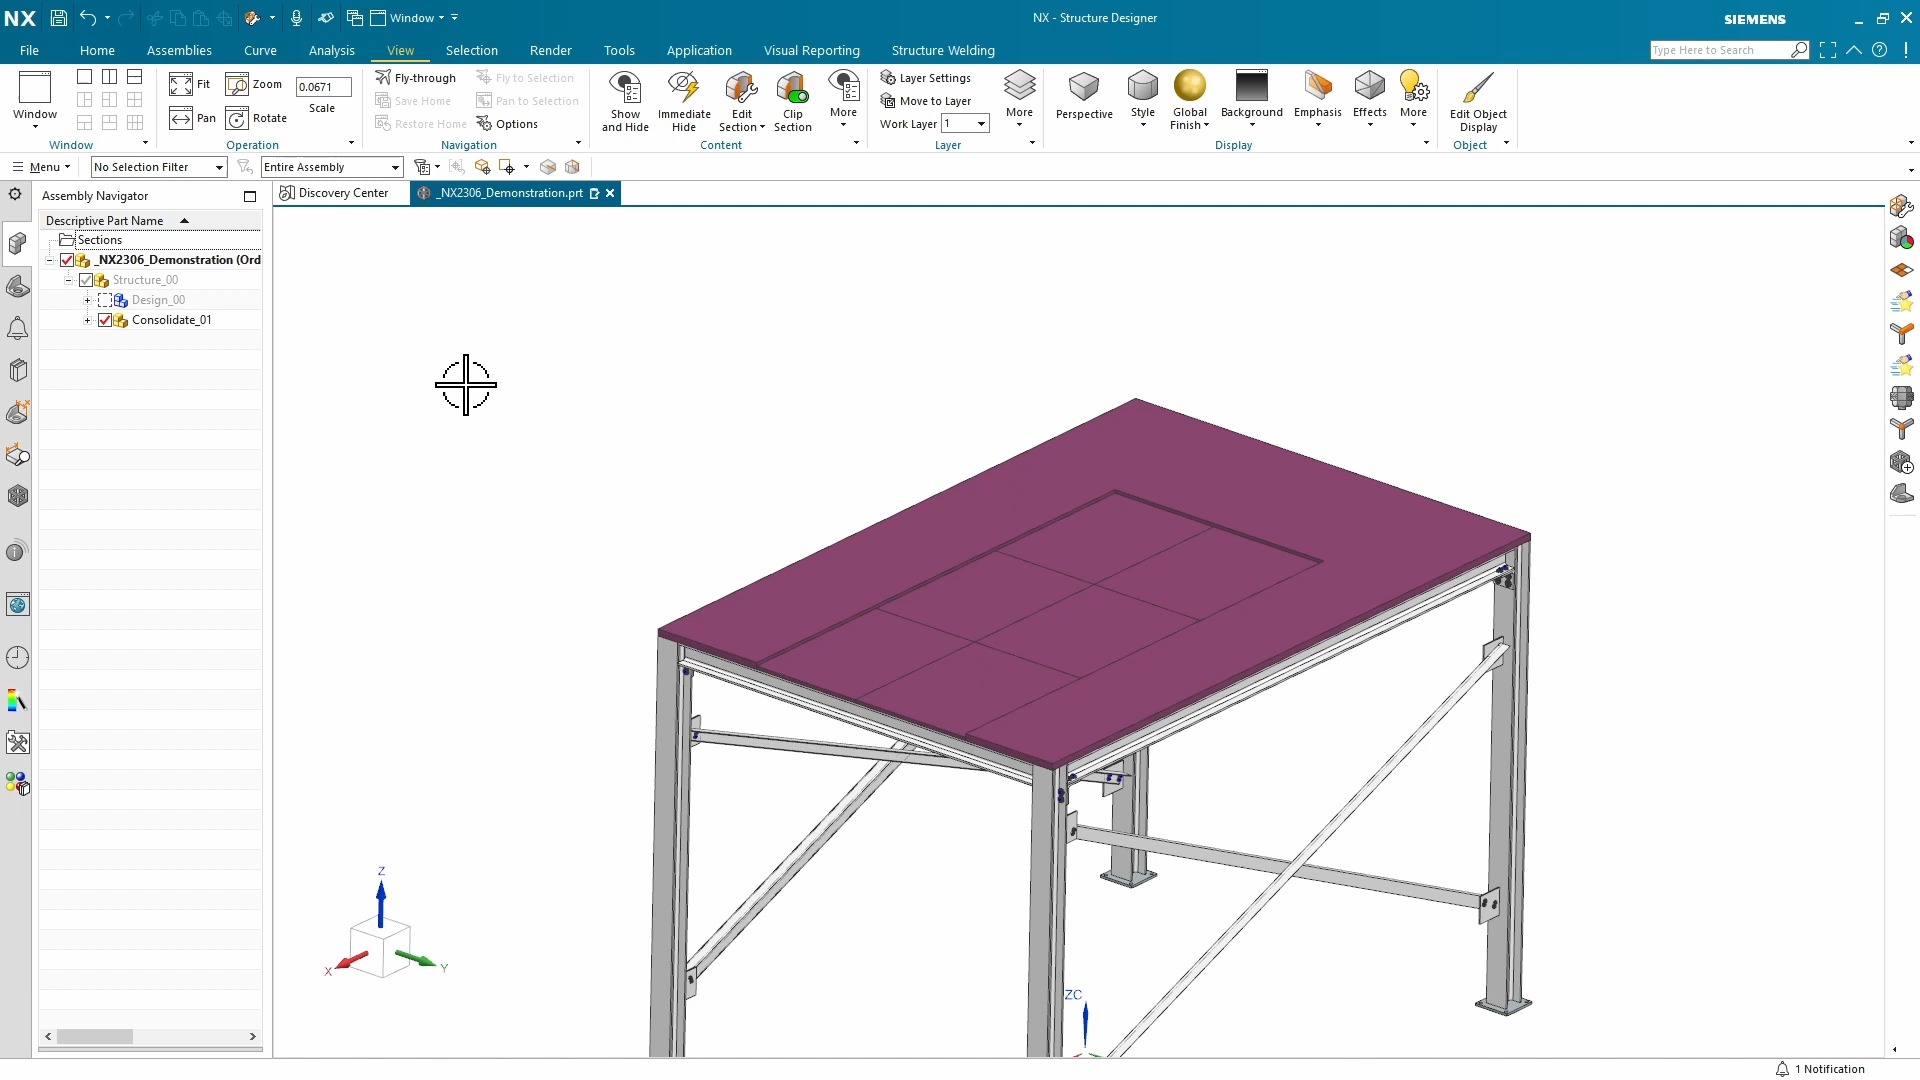 NX
Window
NX - Structure Designer
SIEMENS
File Home Assemblies Curve Analysis View Selection Render Tools Application Visual Reporting Structure Welding
Type Here to Search
Window
Fit
Zoom
0.0671
Scale
Pan
Rotate
Fly-through
Fly to Selection
Save Home
Pan to Selection
Restore Home
Options
Show and Hide
Immediate Hide
Edit Section
Clip Section
More
Layer Settings
Move to Layer
Work Layer 1
More
Perspective
Style
Global Finish
Background
Emphasis
Effects
More
Edit Object Display
Window Operation Navigation Content Layer Display Object
Menu
No Selection Filter
Entire Assembly
Assembly Navigator
Discovery Center
_NX2306_Demonstration.prt
Descriptive Part Name
Sections
_NX2306_Demonstration (Ord
Structure_00
Design_00
Consolidate_01
Z
X
Y
ZC
1 Notification